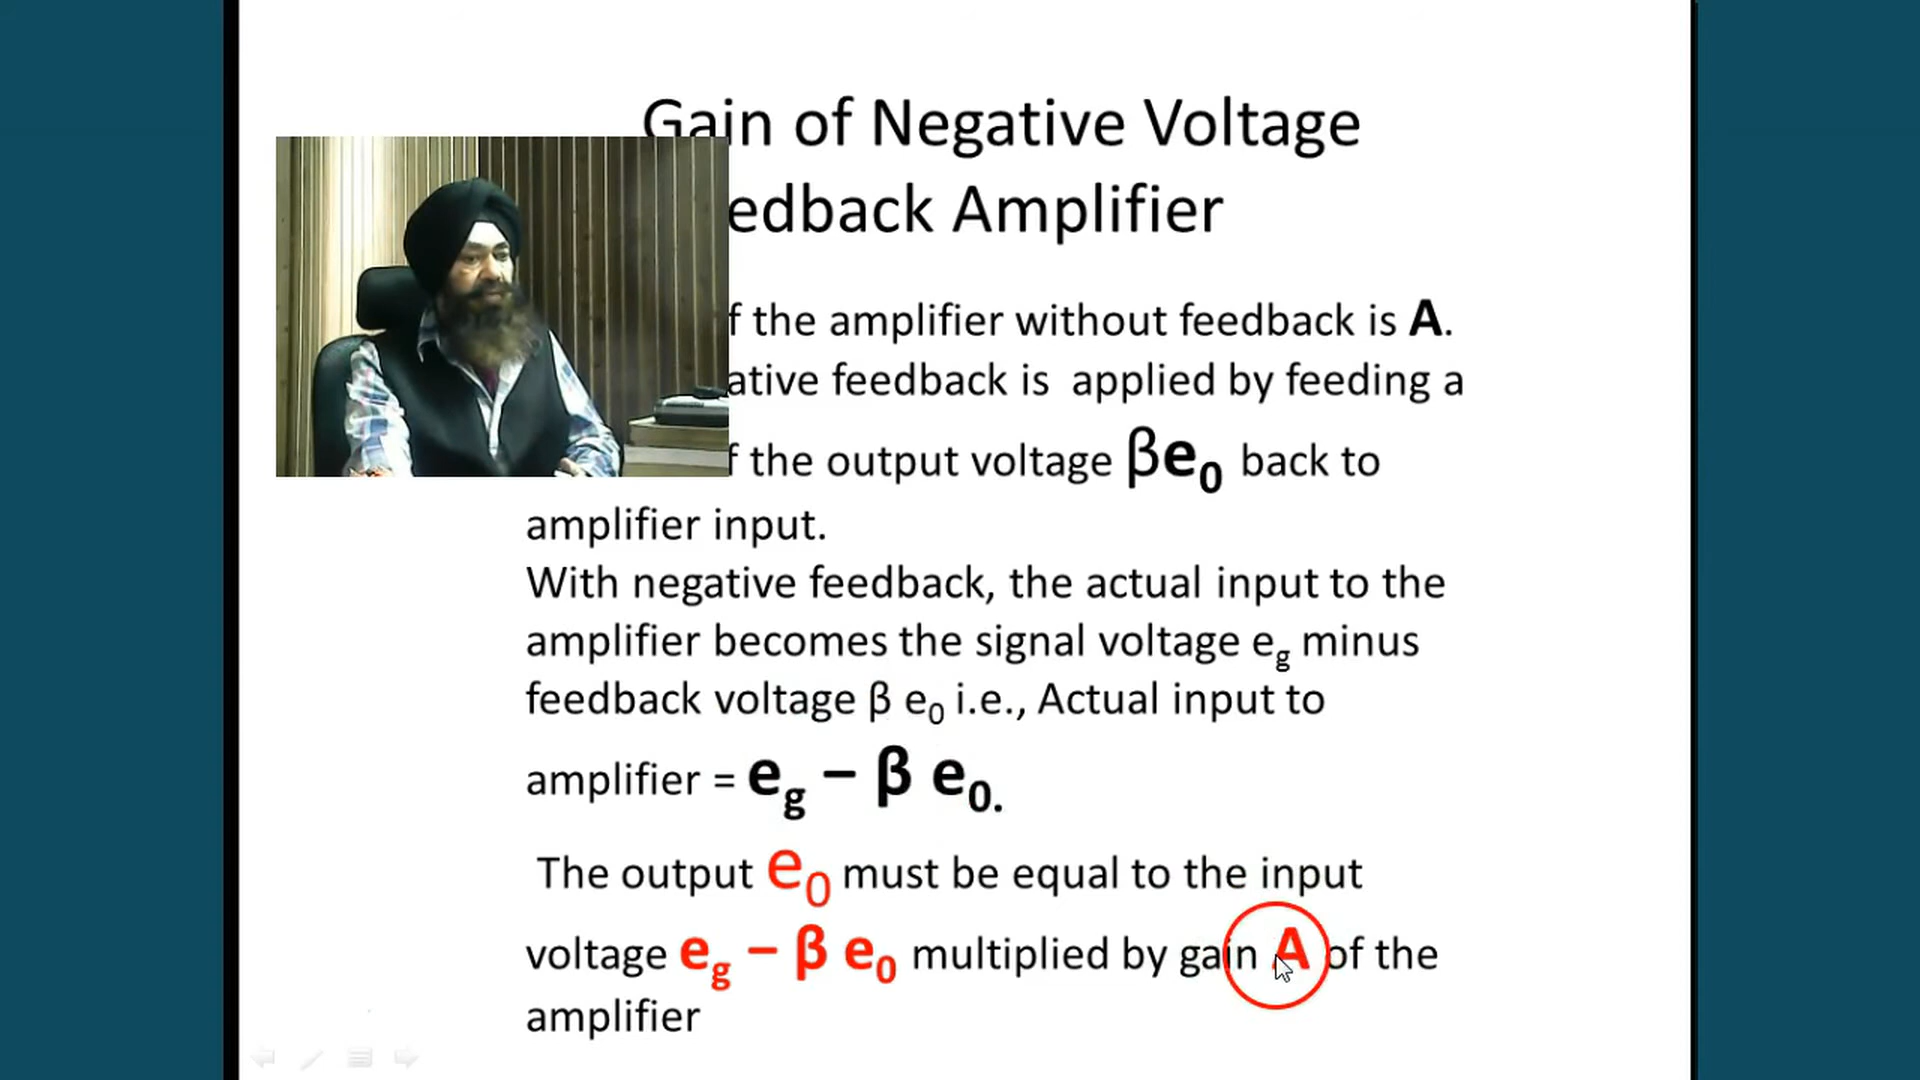 Gain of Negative Voltage
edback Amplifier
f the amplifier without feedback is A.
ative feedback is applied by feeding a
f the output voltage βe₀ back to
amplifier input.
With negative feedback, the actual input to the
amplifier becomes the signal voltage e_g minus
feedback voltage β e₀ i.e., Actual input to
amplifier = e_g – β e₀.
The output e₀ must be equal to the input
voltage e_g – β e₀ multiplied by gain A of the
amplifier